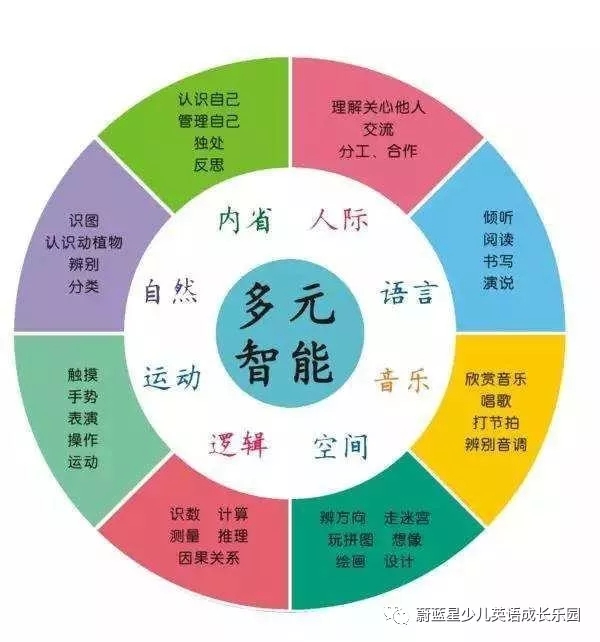 认识自己
管理自己
独处
反思
理解关心他人
交流
分工、合作
倾听
阅读
书写
演说
欣赏音乐
唱歌
打节拍
辨别音调
辨方向 走迷宫
玩拼图 想像
绘画 设计
识数 计算
测量 推理
因果关系
触摸
手势
表演
操作
运动
识图
认识动植物
辨别
分类
内省
人际
语言
音乐
空间
逻辑
运动
自然
多元
智能
蔚蓝星少儿英语成长乐园